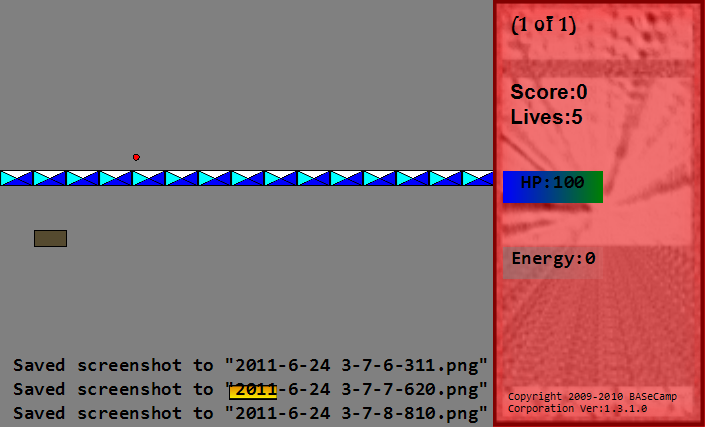 (1 of 1)
Score:0
Lives:5
HP:100
Energy:0
Saved screenshot to "2011-6-24 3-7-6-311.png"
Saved screenshot to "2011-6-24 3-7-7-620.png"
Saved screenshot to "2011-6-24 3-7-8-810.png"
Copyright 2009-2010 BASeCamp
Corporation Ver:1.3.1.0